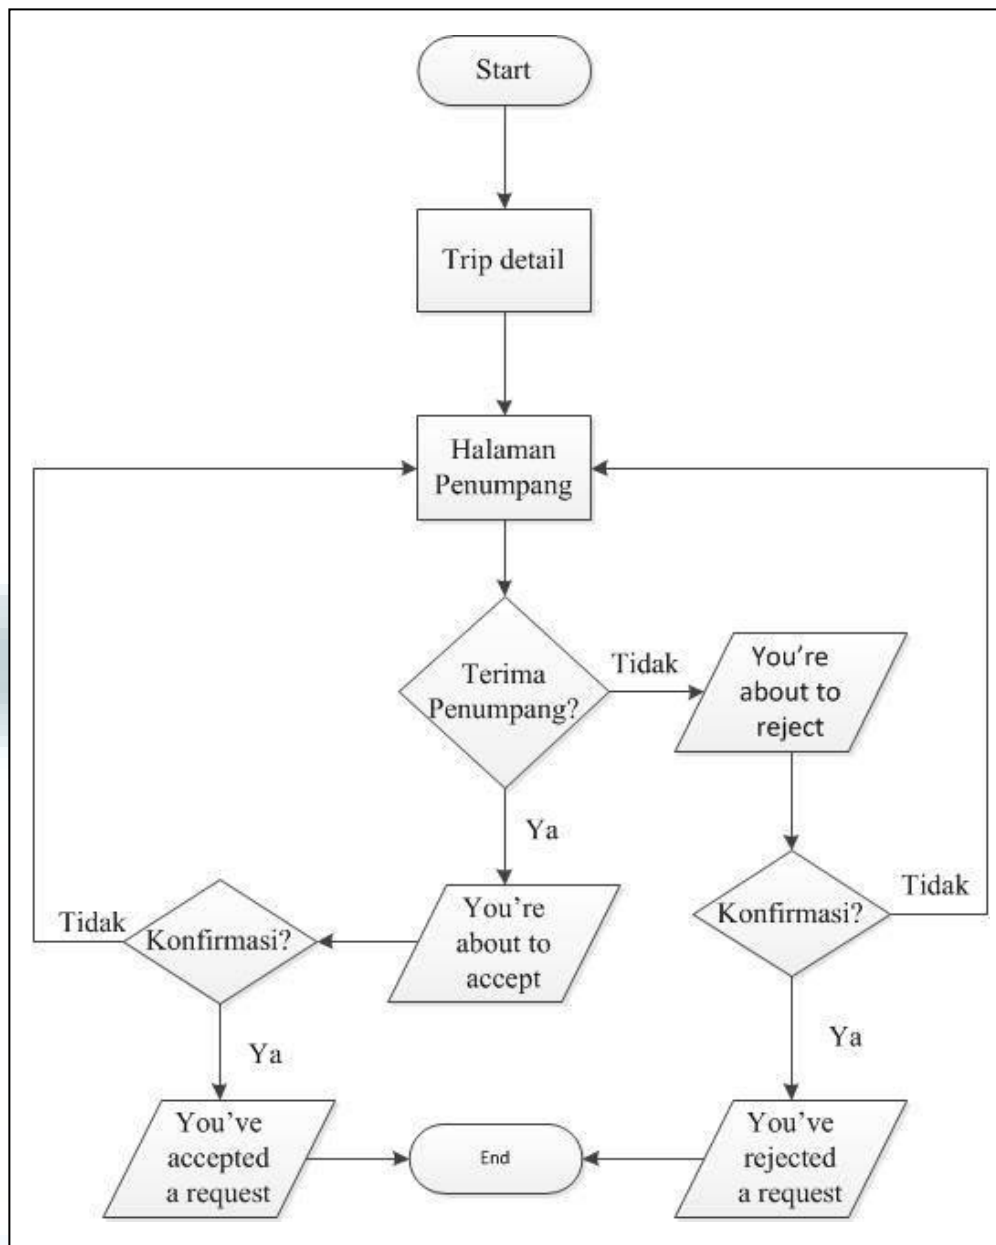 Start
Trip detail
Halaman
Penumpang
Terima
Penumpang?
Tidak
You're
about to
reject
Ya
You're
about to
accept
Konfirmasi?
Tidak
Konfirmasi?
Tidak
Ya
Ya
You've
accepted
a request
End
You've
rejected
a request